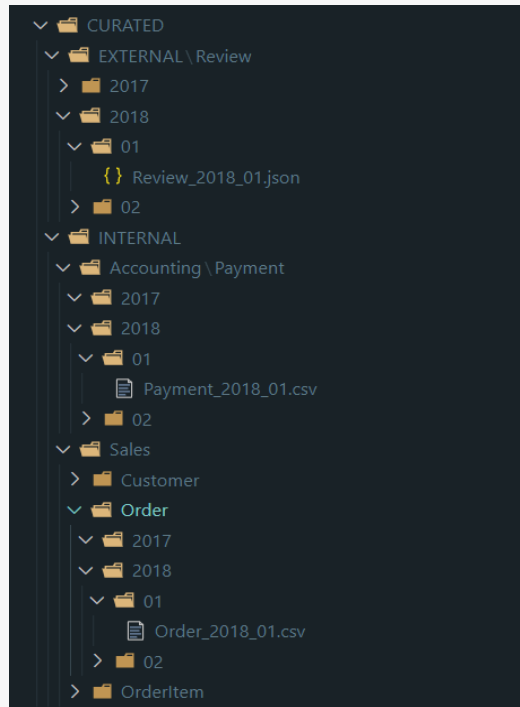 CURATED
EXTERNAL\Review
2017
2018
01
{} Review_2018_01.json
02
INTERNAL
Accounting\Payment
2017
2018
01
Payment_2018_01.csv
02
Sales
Customer
Order
2017
2018
01
Order_2018_01.csv
02
OrderItem